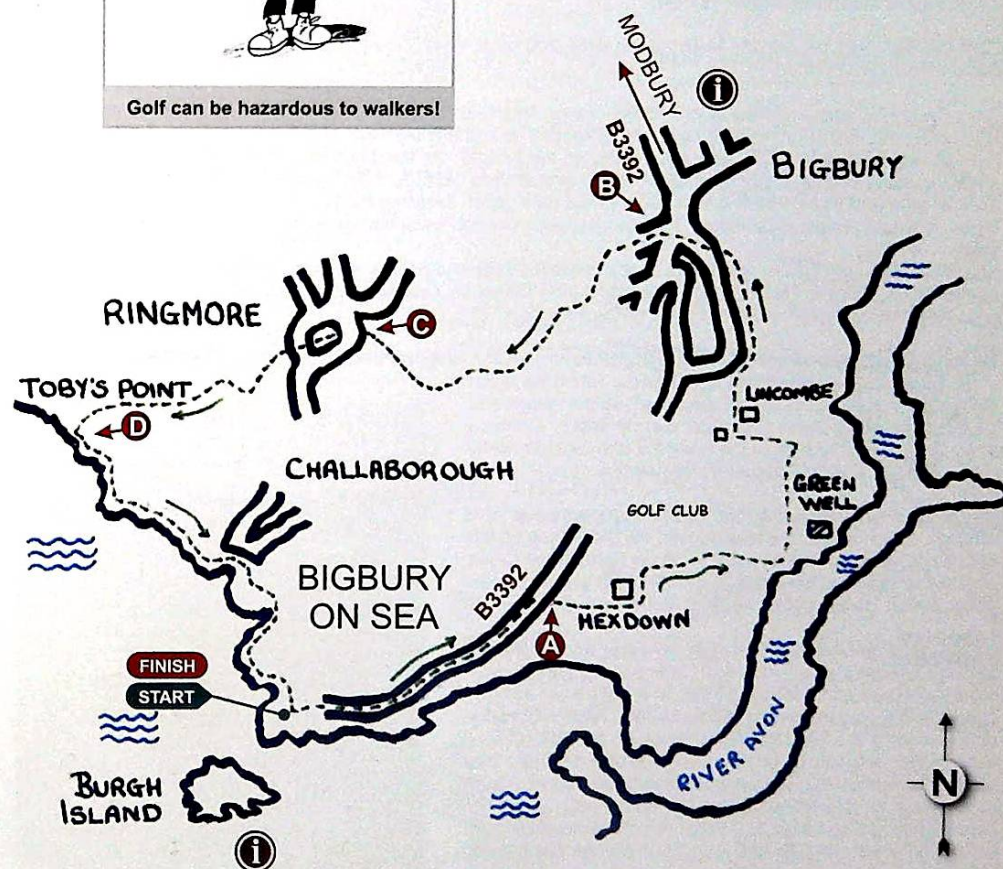 Golf can be hazardous to walkers!
MODBURY
i
B3392
B
BIGBURY
RINGMORE
C
TOBY'S POINT
D
LINCOMBE
CHALLABOROUGH
GREEN
WELL
GOLF CLUB
BIGBURY
ON SEA
B3392
HEXDOWN
A
FINISH
START
RIVER AVON
BURGH
ISLAND
N
i